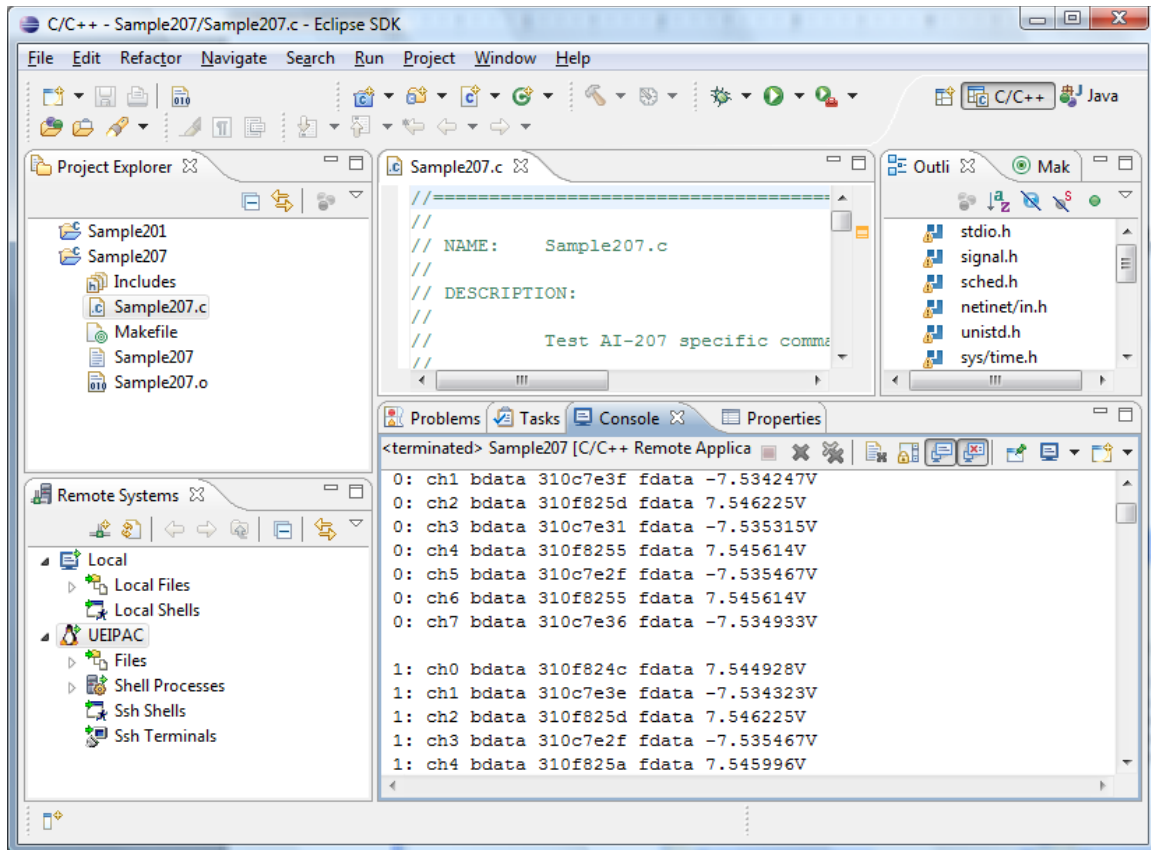 C/C++ - Sample207/Sample207.c - Eclipse SDK
File Edit Refactor Navigate Search Run Project Window Help
C/C++ Java
Project Explorer
Sample201
Sample207
Includes
Sample207.c
Makefile
Sample207
Sample207.o
Sample207.c
//========================================
//
// NAME: Sample207.c
//
// DESCRIPTION:
//
// Test AI-207 specific comma
//
Outli Mak
stdio.h
signal.h
sched.h
netinet/in.h
unistd.h
sys/time.h
Remote Systems
Local
Local Files
Local Shells
UEIPAC
Files
Shell Processes
Ssh Shells
Ssh Terminals
Problems Tasks Console Properties
<terminated> Sample207 [C/C++ Remote Applica
0: ch1 bdata 310c7e3f fdata -7.534247V
0: ch2 bdata 310f825d fdata 7.546225V
0: ch3 bdata 310c7e31 fdata -7.535315V
0: ch4 bdata 310f8255 fdata 7.545614V
0: ch5 bdata 310c7e2f fdata -7.535467V
0: ch6 bdata 310f8255 fdata 7.545614V
0: ch7 bdata 310c7e36 fdata -7.534933V
1: ch0 bdata 310f824c fdata 7.544928V
1: ch1 bdata 310c7e3e fdata -7.534323V
1: ch2 bdata 310f825d fdata 7.546225V
1: ch3 bdata 310c7e2f fdata -7.535467V
1: ch4 bdata 310f825a fdata 7.545996V